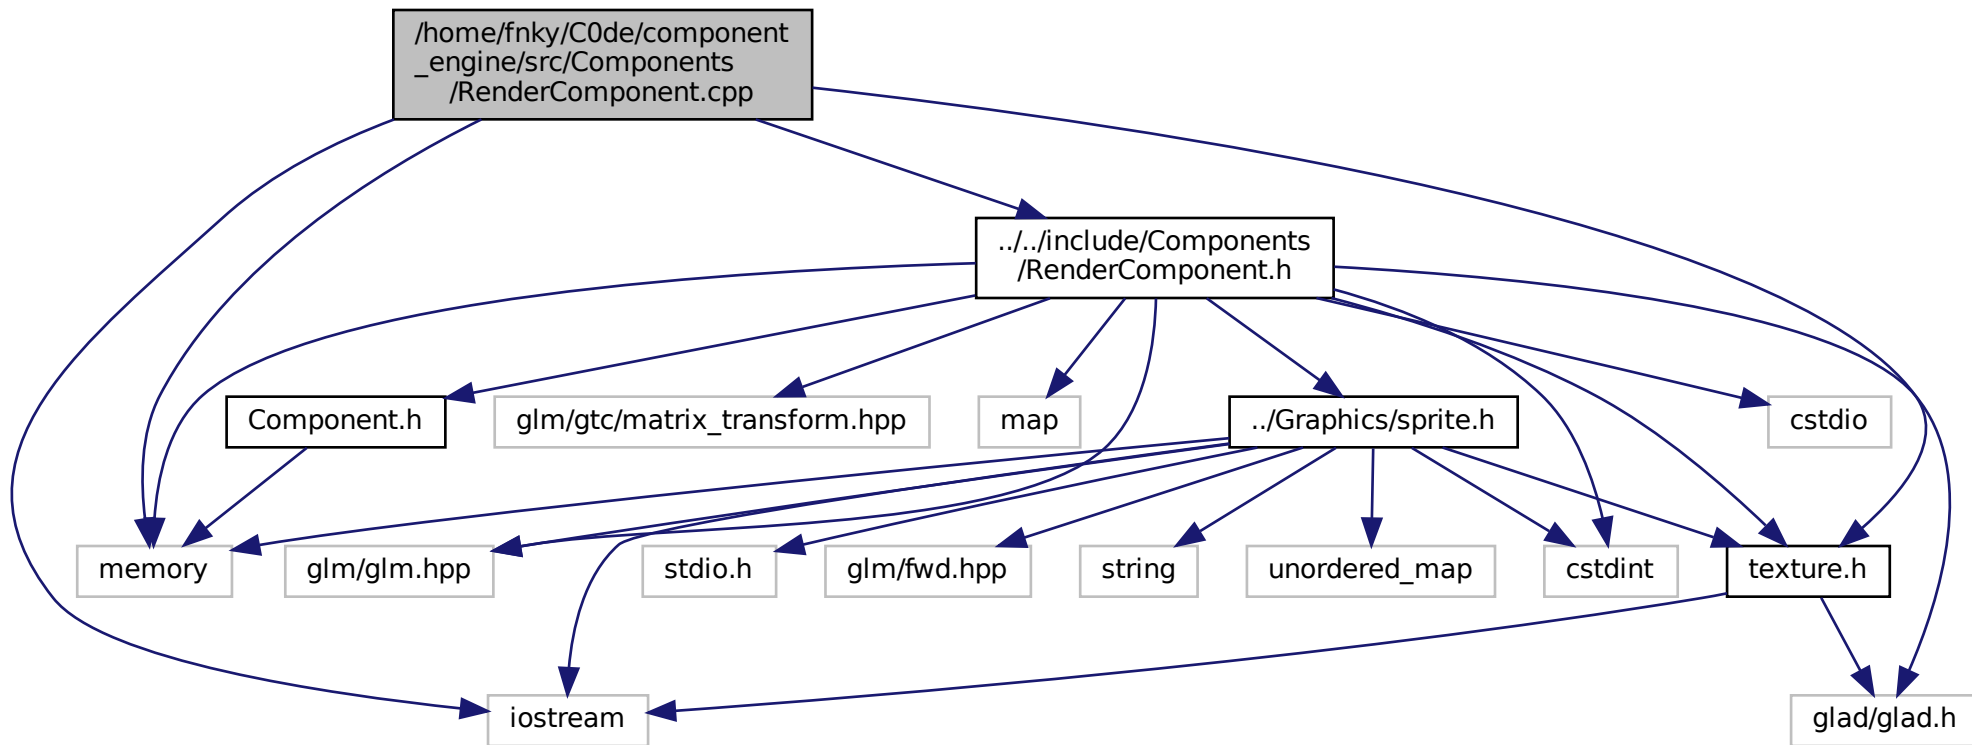 /home/fnky/C0de/component
_engine/src/Components
/RenderComponent.cpp
../../include/Components
/RenderComponent.h
Component.h
glm/gtc/matrix_transform.hpp
map
../Graphics/sprite.h
cstdio
memory
glm/glm.hpp
stdio.h
glm/fwd.hpp
string
unordered_map
cstdint
texture.h
iostream
glad/glad.h